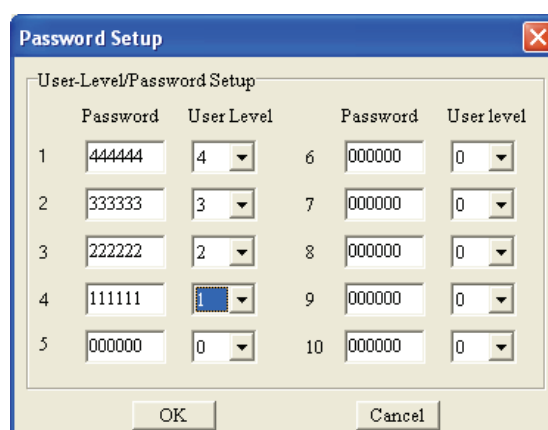 Password Setup
User-Level/Password Setup
Password User Level Password User level
1 444444 4 6 000000 0
2 333333 3 7 000000 0
3 222222 2 8 000000 0
4 111111 1 9 000000 0
5 000000 0 10 000000 0
OK Cancel